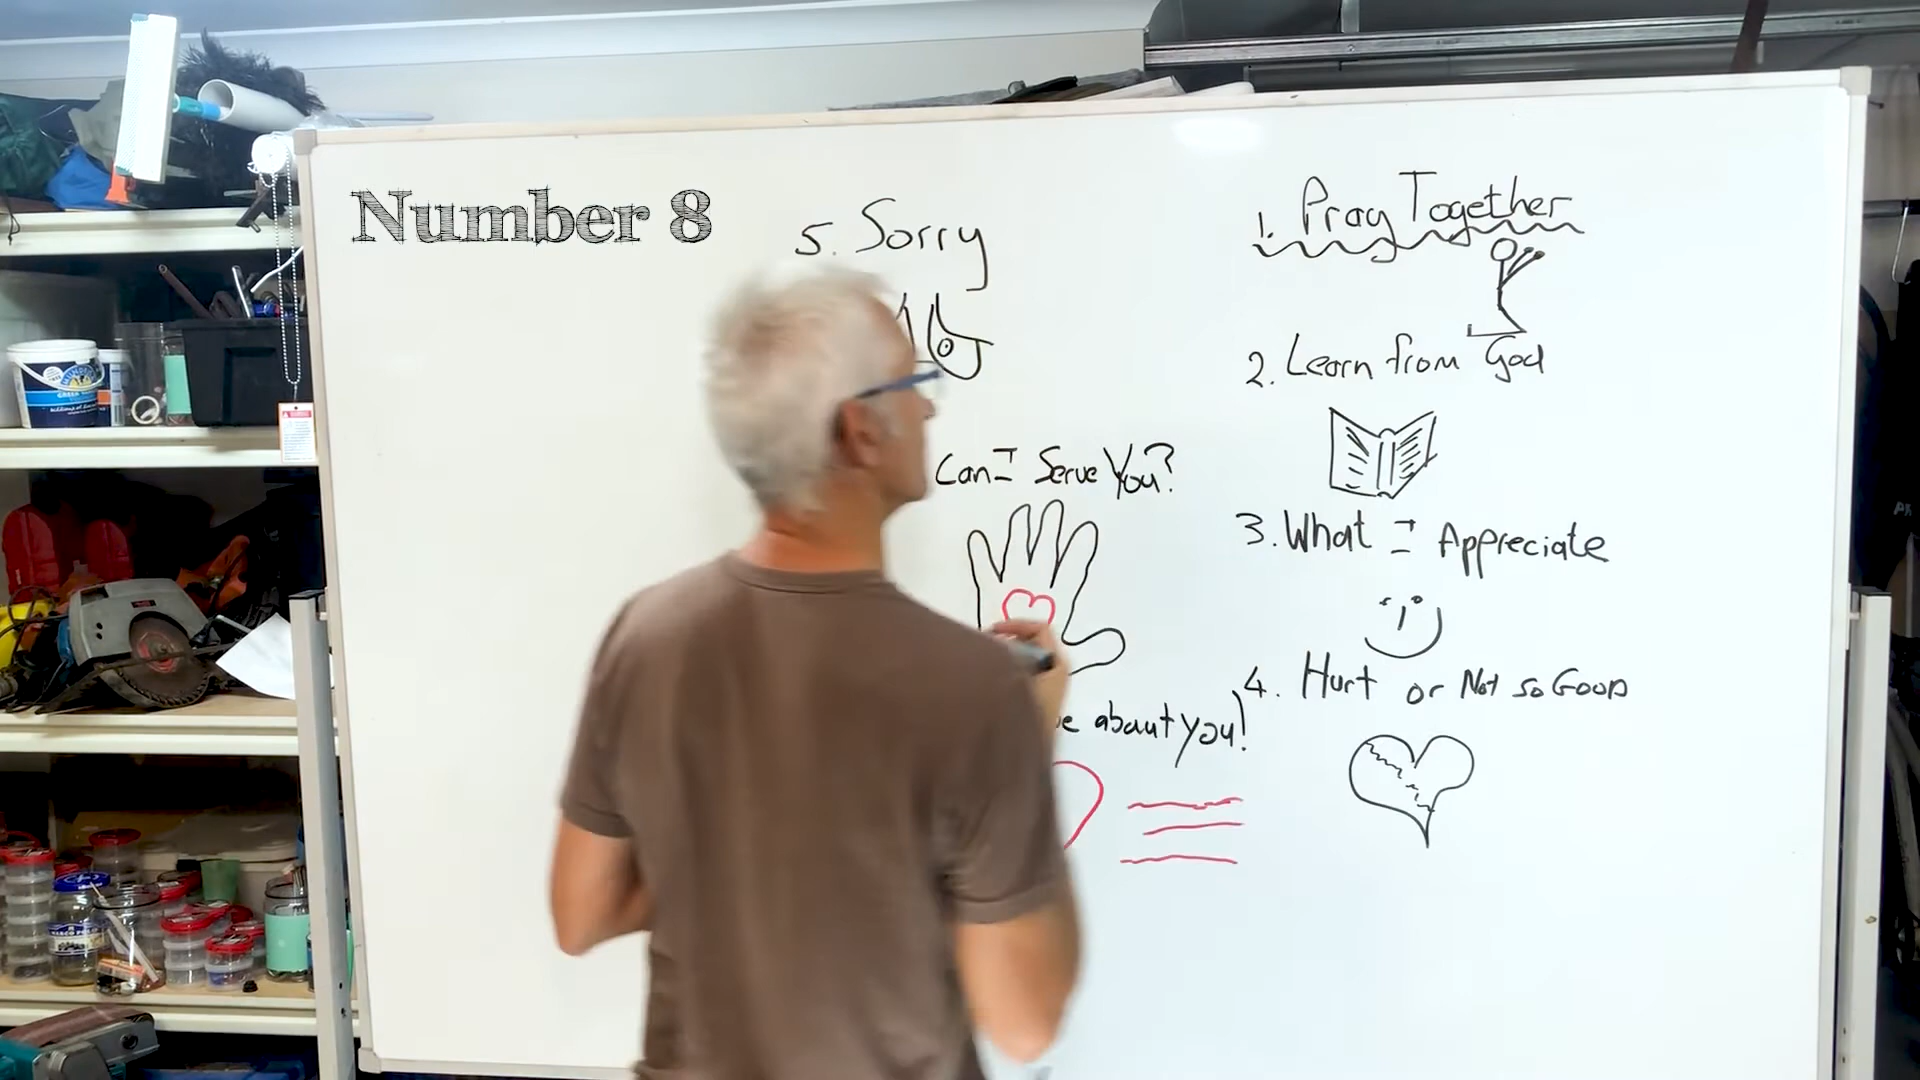 Number 8
1. Pray Together
2. Learn from God
3. What I Appreciate
4. Hurt or Not so Good
5. Sorry
Can I Serve You?
about you!